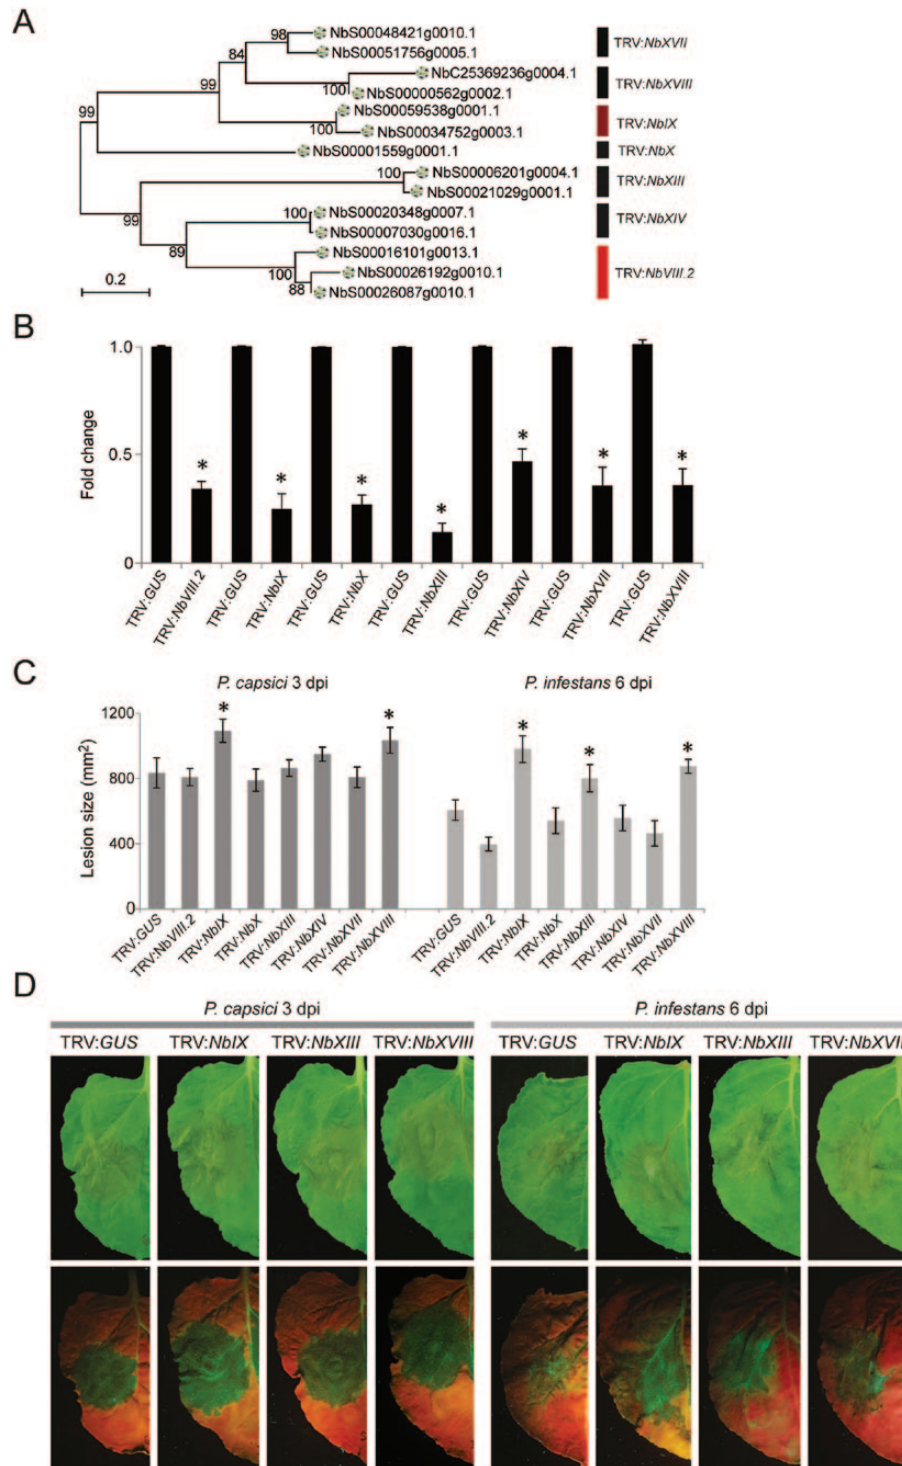 A
98 NbS00048421g0010.1 TRV:NbXVII
84 NbS00051756g0005.1
NbC25369236g0004.1 TRV:NbXVIII
99 100 NbS00000562g0002.1
99 NbS00059538g0001.1 TRV:NbIX
100 NbS00034752g0003.1
NbS00001559g0001.1 TRV:NbX
100 NbS00006201g0004.1 TRV:NbXIII
NbS00021029g0001.1
99 100 NbS00020348g0007.1 TRV:NbXIV
NbS00007030g0016.1
89 NbS00016101g0013.1
100 NbS00026192g0010.1 TRV:NbVIII.2
0.2 88 NbS00026087g0010.1
B
Fold change
1.0
0.5
0
* * * * * * *
TRV:GUS TRV:NbVIII.2 TRV:GUS TRV:NbIX TRV:GUS TRV:NbX TRV:GUS TRV:NbXIII TRV:GUS TRV:NbXIV TRV:GUS TRV:NbXVII TRV:GUS TRV:NbXVIII
C
P. capsici 3 dpi P. infestans 6 dpi
Lesion size (mm²)
1200
800
400
0
* * * * *
TRV:GUS TRV:NbVIII.2 TRV:NbIX TRV:NbX TRV:NbXIII TRV:NbXIV TRV:NbXVII TRV:NbXVIII TRV:GUS TRV:NbVIII.2 TRV:NbIX TRV:NbX TRV:NbXIII TRV:NbXIV TRV:NbXVII TRV:NbXVIII
D
P. capsici 3 dpi P. infestans 6 dpi
TRV:GUS TRV:NbIX TRV:NbXIII TRV:NbXVIII TRV:GUS TRV:NbIX TRV:NbXIII TRV:NbXVII